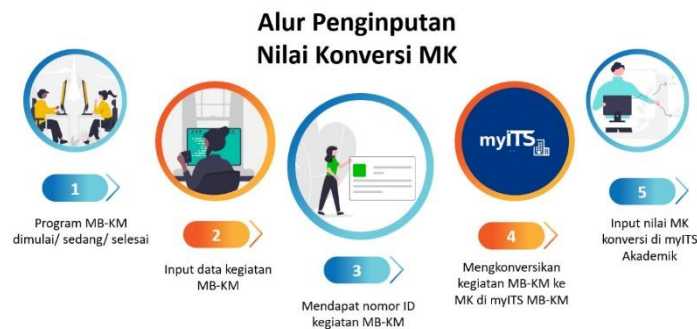 Alur Penginputan
Nilai Konversi MK
myITS
1
Program MB-KM
dimulai/ sedang/ selesai
2
Input data kegiatan
MB-KM
3
Mendapat nomor ID
kegiatan MB-KM
4
Mengkonversikan
kegiatan MB-KM ke
MK di myITS MB-KM
5
Input nilai MK
konversi di myITS
Akademik